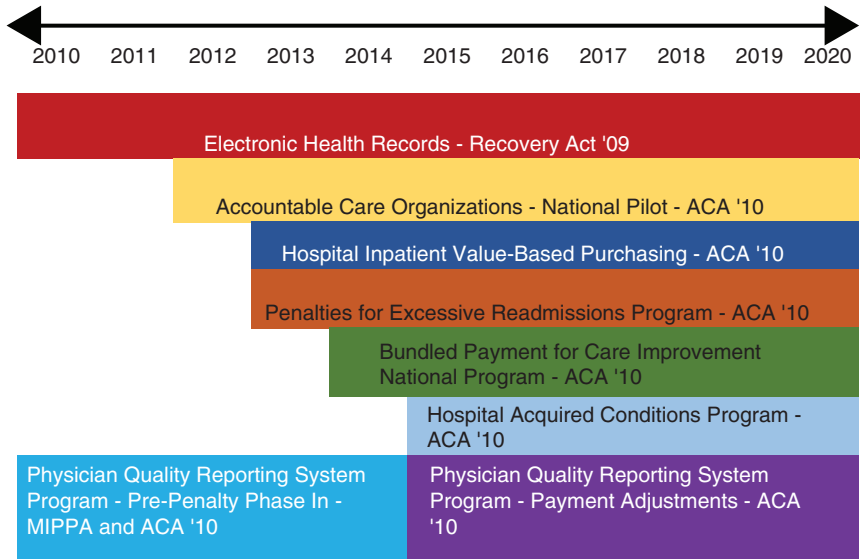 2010 2011 2012 2013 2014 2015 2016 2017 2018 2019 2020
Electronic Health Records - Recovery Act '09
Accountable Care Organizations - National Pilot - ACA '10
Hospital Inpatient Value-Based Purchasing - ACA '10
Penalties for Excessive Readmissions Program - ACA '10
Bundled Payment for Care Improvement
National Program - ACA '10
Hospital Acquired Conditions Program -
ACA '10
Physician Quality Reporting System
Program - Pre-Penalty Phase In -
MIPPA and ACA '10
Physician Quality Reporting System
Program - Payment Adjustments - ACA
'10